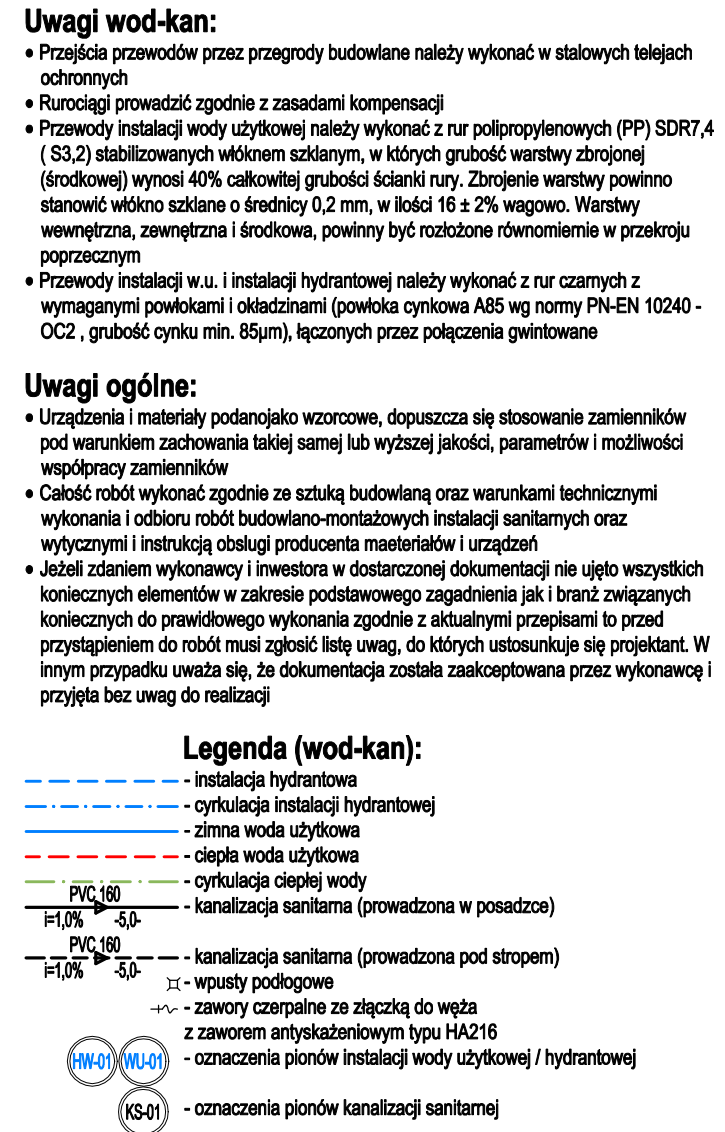 Uwagi wod-kan:
● Przejścia przewodów przez przegrody budowlane należy wykonać w stalowych telejach
ochronnych
● Rurociągi prowadzić zgodnie z zasadami kompensacji
● Przewody instalacji wody użytkowej należy wykonać z rur polipropylenowych (PP) SDR7,4
( S3,2) stabilizowanych włóknem szklanym, w których grubość warstwy zbrojonej
(środkowej) wynosi 40% całkowitej grubości ścianki rury. Zbrojenie warstwy powinno
stanowić włókno szklane o średnicy 0,2 mm, w ilości 16 ± 2% wagowo. Warstwy
wewnętrzna, zewnętrzna i środkowa, powinny być rozłożone równomiernie w przekroju
poprzecznym
● Przewody instalacji w.u. i instalacji hydrantowej należy wykonać z rur czarnych z
wymaganymi powłokami i okładzinami (powłoka cynkowa A85 wg normy PN-EN 10240 -
OC2 , grubość cynku min. 85µm), łączonych przez połączenia gwintowane
Uwagi ogólne:
● Urządzenia i materiały podanojako wzorcowe, dopuszcza się stosowanie zamienników
pod warunkiem zachowania takiej samej lub wyższej jakości, parametrów i możliwości
współpracy zamienników
● Całość robót wykonać zgodnie ze sztuką budowlaną oraz warunkami technicznymi
wykonania i odbioru robót budowlano-montażowych instalacji sanitarnych oraz
wytycznymi i instrukcją obsługi producenta maeteriałów i urządzeń
● Jeżeli zdaniem wykonawcy i inwestora w dostarczonej dokumentacji nie ujęto wszystkich
koniecznych elementów w zakresie podstawowego zagadnienia jak i branż związanych
koniecznych do prawidłowego wykonania zgodnie z aktualnymi przepisami to przed
przystąpieniem do robót musi zgłosić listę uwag, do których ustosunkuje się projektant. W
innym przypadku uważa się, że dokumentacja została zaakceptowana przez wykonawcę i
przyjęta bez uwag do realizacji
Legenda (wod-kan):
- instalacja hydrantowa
- cyrkulacja instalacji hydrantowej
- zimna woda użytkowa
- ciepła woda użytkowa
- cyrkulacja ciepłej wody
PVC 160
- kanalizacja sanitarna (prowadzona w posadzce)
i=1,0% -5,0-
PVC 160
- kanalizacja sanitarna (prowadzona pod stropem)
i=1,0% -5,0-
- wpusty podłogowe
- zawory czerpalne ze złączką do węża
z zaworem antyskażeniowym typu HA216
HW-01 WU-01 - oznaczenia pionów instalacji wody użytkowej / hydrantowej
KS-01 - oznaczenia pionów kanalizacji sanitarnej